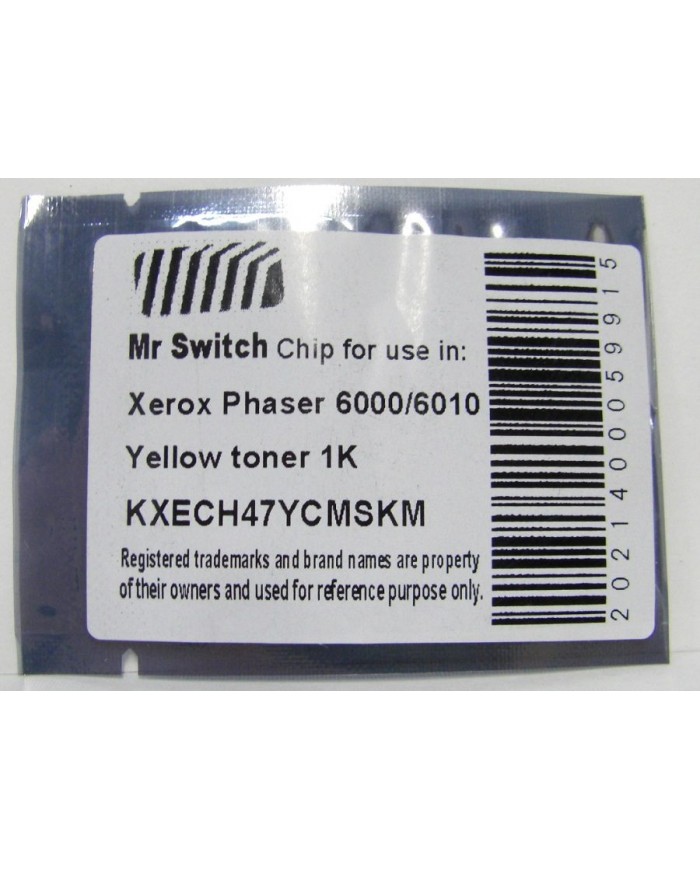 Mr Switch Chip for use in:
Xerox Phaser 6000/6010
Yellow toner 1K
KXECH47YCMSKM
Registered trademarks and brand names are property
of their owners and used for reference purpose only.
2021400059915